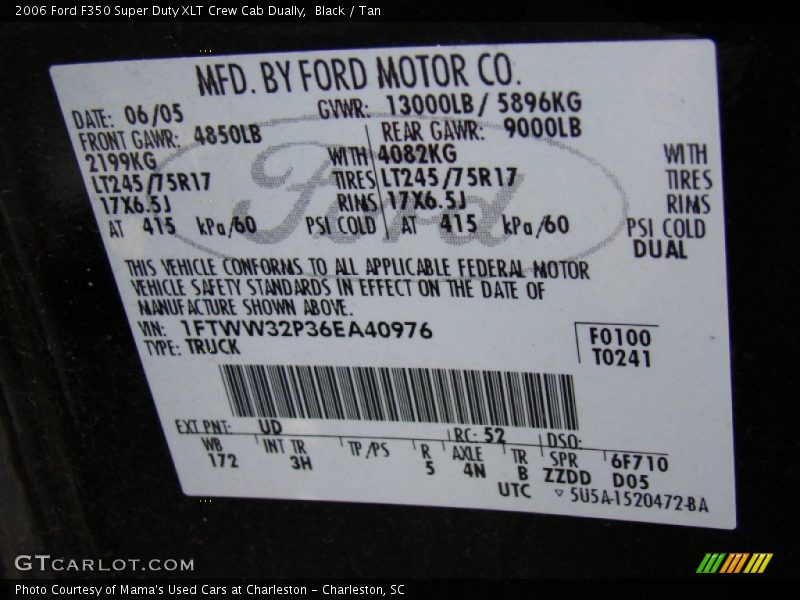 2006 Ford F350 Super Duty XLT Crew Cab Dually, Black / Tan
MFD. BY FORD MOTOR CO.
DATE: 06/05 GVWR: 13000LB/ 5896KG
FRONT GAWR: 4850LB REAR GAWR: 9000LB
2199KG WITH 4082KG WITH
LT245/75R17 TIRES LT245/75R17 TIRES
17X6.5J RIMS 17X6.5J RIMS
AT 415 kPa/60 PSI COLD AT 415 kPa/60 PSI COLD
DUAL
Ford
THIS VEHICLE CONFORMS TO ALL APPLICABLE FEDERAL MOTOR
VEHICLE SAFETY STANDARDS IN EFFECT ON THE DATE OF
MANUFACTURE SHOWN ABOVE.
VIN: 1FTWW32P36EA40976 F0100
TYPE: TRUCK T0241
EXT PNT: UD RC: 52 DSO:
WB INT TR TP/PS R AXLE TR SPR 6F710
172 3H 5 4N B ZZDD D05
UTC ▽ 5U5A-1520472-BA
GTCARLOT.COM
Photo Courtesy of Mama's Used Cars at Charleston - Charleston, SC